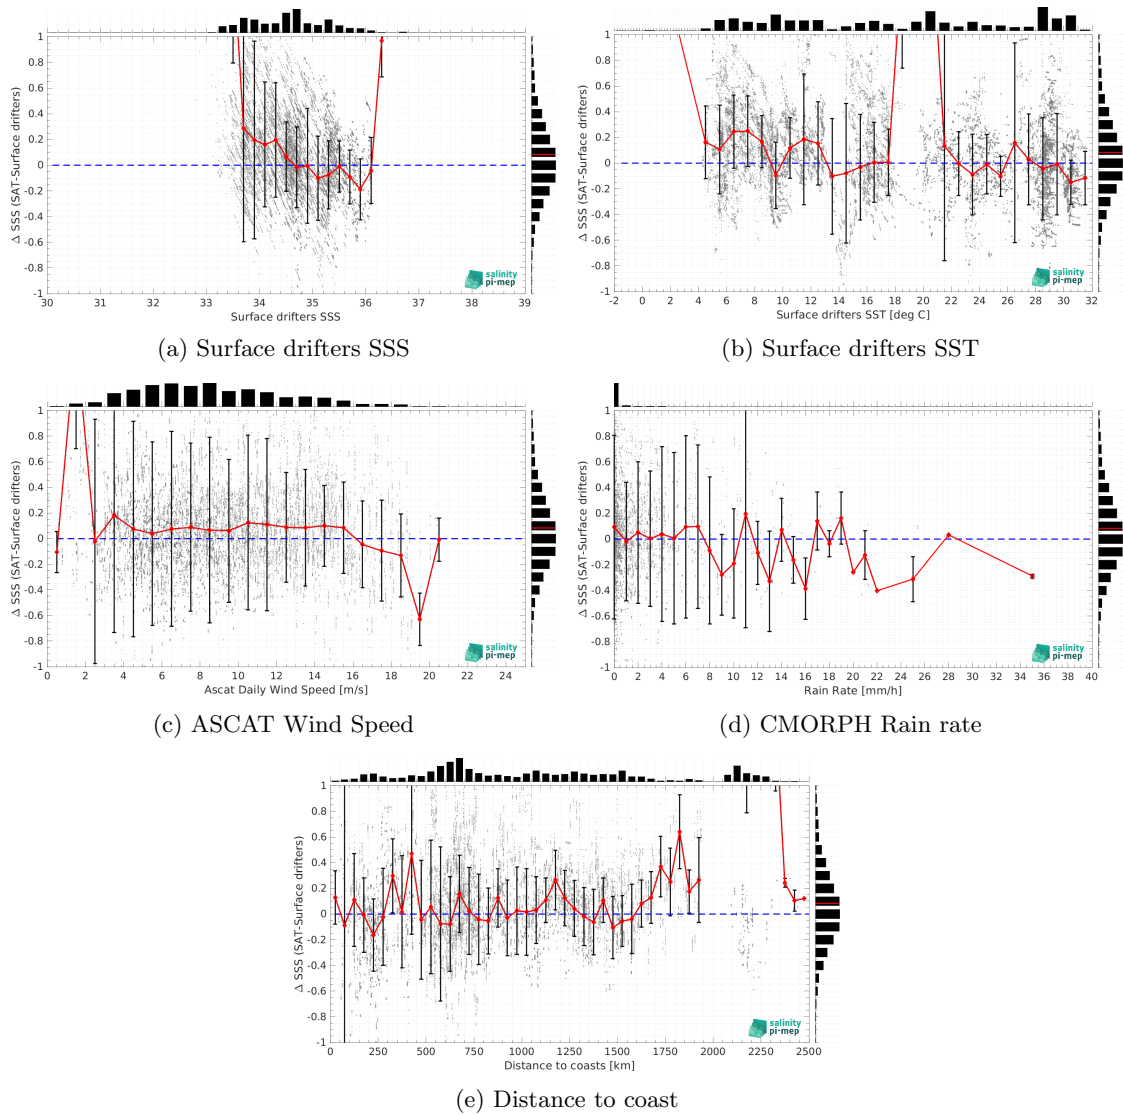 Δ SSS (SAT-Surface drifters)
1
0.8
0.6
0.4
0.2
0
-0.2
-0.4
-0.6
-0.8
-1
30 31 32 33 34 35 36 37 38 39
Surface drifters SSS
salinity
pi-mep
(a) Surface drifters SSS
Δ SSS (SAT-Surface drifters)
1
0.8
0.6
0.4
0.2
0
-0.2
-0.4
-0.6
-0.8
-1
-2 0 2 4 6 8 10 12 14 16 18 20 22 24 26 28 30 32
Surface drifters SST [deg C]
salinity
pi-mep
(b) Surface drifters SST
Δ SSS (SAT-Surface drifters)
1
0.8
0.6
0.4
0.2
0
-0.2
-0.4
-0.6
-0.8
-1
0 2 4 6 8 10 12 14 16 18 20 22 24
Ascat Daily Wind Speed [m/s]
salinity
pi-mep
(c) ASCAT Wind Speed
Δ SSS (SAT-Surface drifters)
1
0.8
0.6
0.4
0.2
0
-0.2
-0.4
-0.6
-0.8
-1
0 2 4 6 8 10 12 14 16 18 20 22 24 26 28 30 32 34 36 38 40
Rain Rate [mm/h]
salinity
pi-mep
(d) CMORPH Rain rate
Δ SSS (SAT-Surface drifters)
1
0.8
0.6
0.4
0.2
0
-0.2
-0.4
-0.6
-0.8
-1
0 250 500 750 1000 1250 1500 1750 2000 2250 2500
Distance to coasts [km]
salinity
pi-mep
(e) Distance to coast